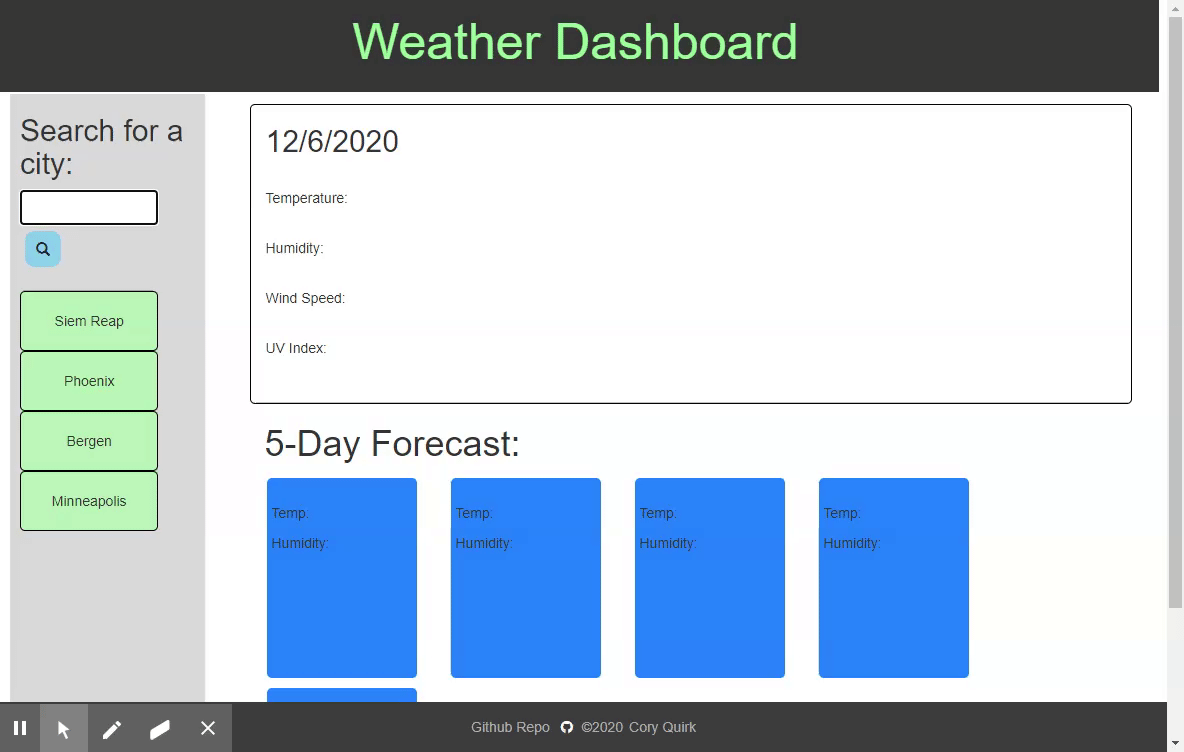 Weather Dashboard
Search for a
city:
Siem Reap
Phoenix
Bergen
Minneapolis
12/6/2020
Temperature:
Humidity:
Wind Speed:
UV Index:
5-Day Forecast:
Temp: Temp: Temp: Temp:
Humidity: Humidity: Humidity: Humidity:
Github Repo ©2020 Cory Quirk